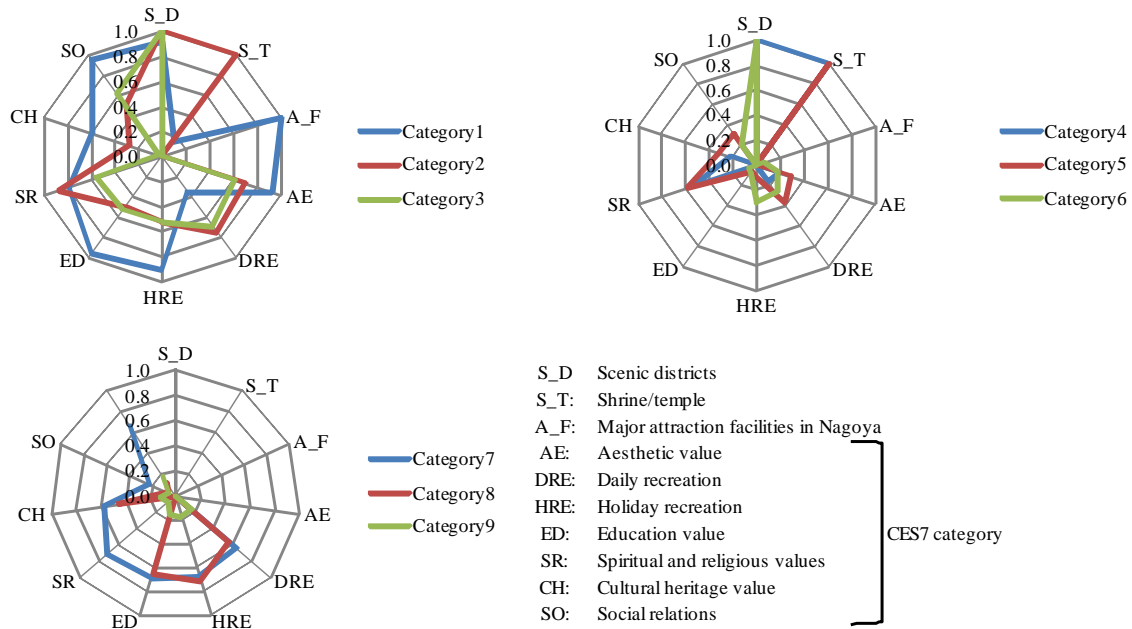 S_D
SO 1.0 S_T
0.8
0.6
CH 0.4 A_F
0.2
0.0
SR AE
ED DRE
HRE
Category1
Category2
Category3
S_D
SO 1.0 S_T
0.8
0.6
CH 0.4 A_F
0.2
0.0
SR AE
ED DRE
HRE
Category4
Category5
Category6
S_D
1.0 S_T
0.8
SO 0.6 A_F
0.4
0.2
CH 0.0 AE
SR DRE
ED HRE
Category7
Category8
Category9
S_D Scenic districts
S_T: Shrine/temple
A_F: Major attraction facilities in Nagoya
AE: Aesthetic value
DRE: Daily recreation
HRE: Holiday recreation
ED: Education value
SR: Spiritual and religious values
CH: Cultural heritage value
SO: Social relations
CES7 category